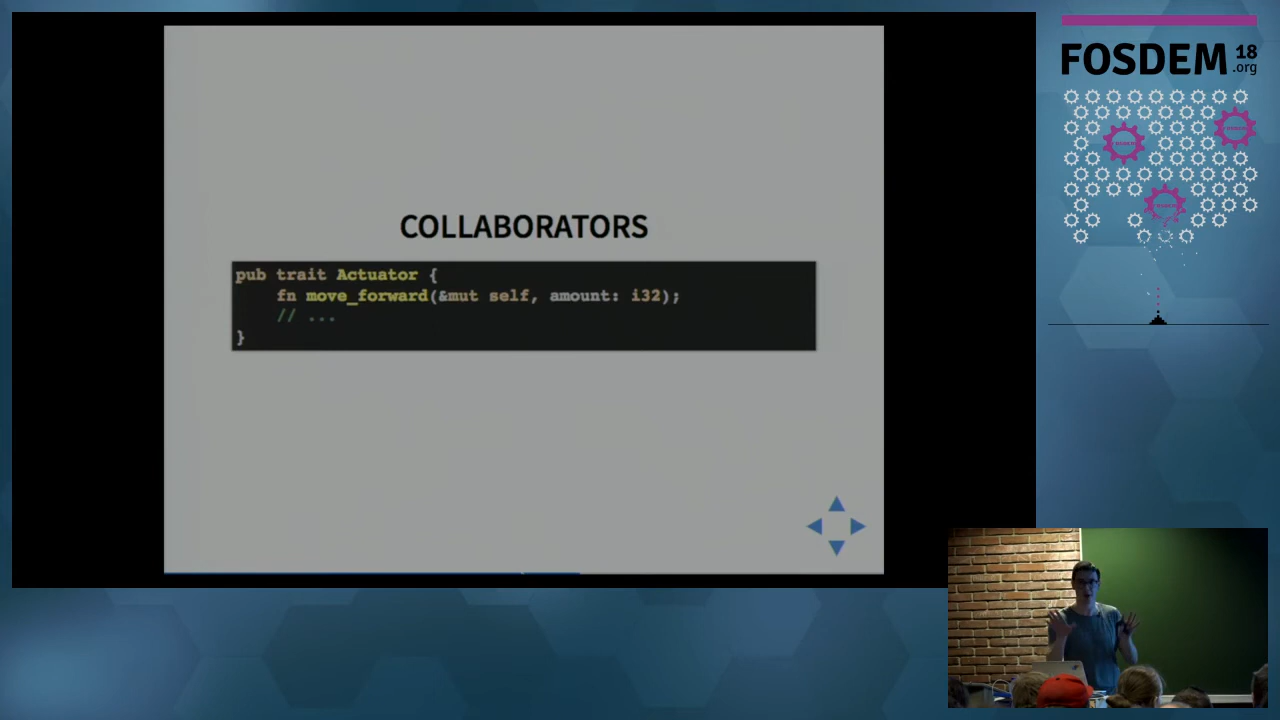 COLLABORATORS
pub trait Actuator {
    fn move_forward(&mut self, amount: i32);
    // ...
}
FOSDEM 18
.org